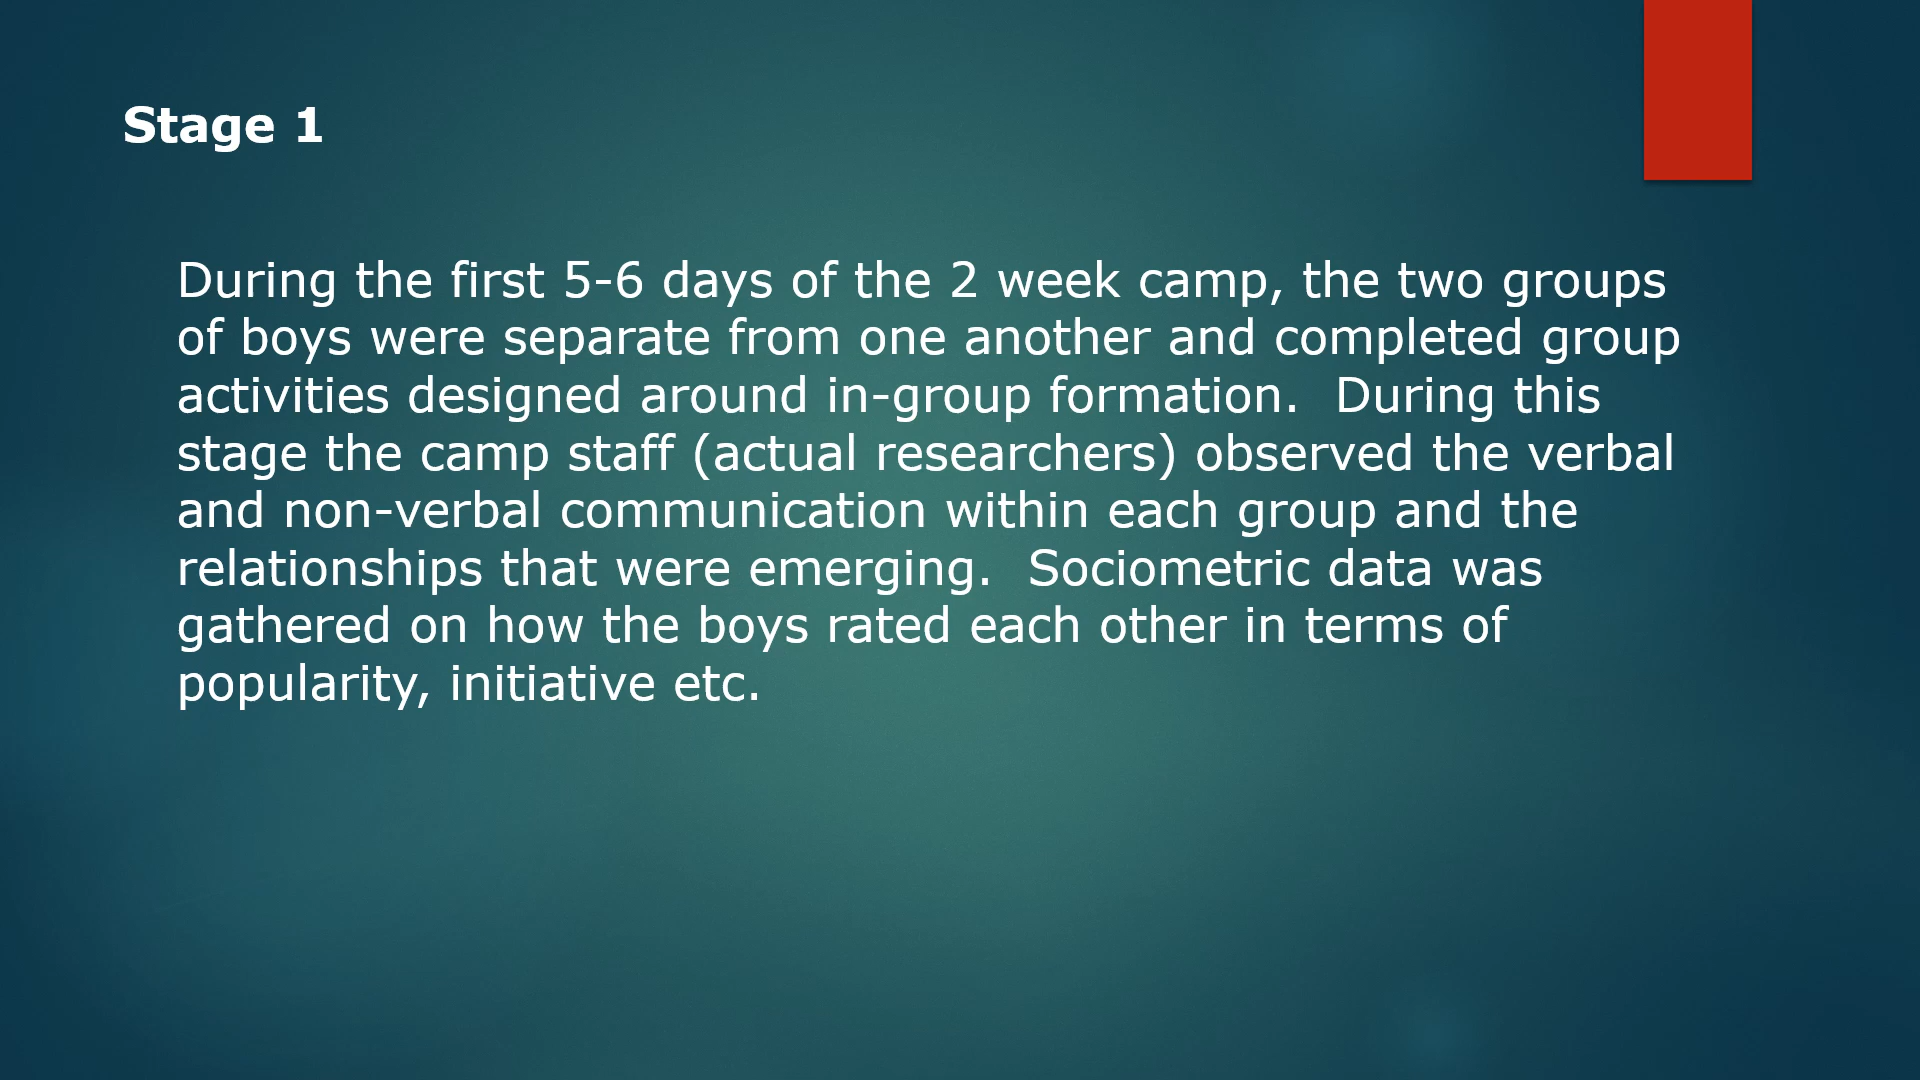 Stage 1
During the first 5-6 days of the 2 week camp, the two groups
of boys were separate from one another and completed group
activities designed around in-group formation.  During this
stage the camp staff (actual researchers) observed the verbal
and non-verbal communication within each group and the
relationships that were emerging.  Sociometric data was
gathered on how the boys rated each other in terms of
popularity, initiative etc.